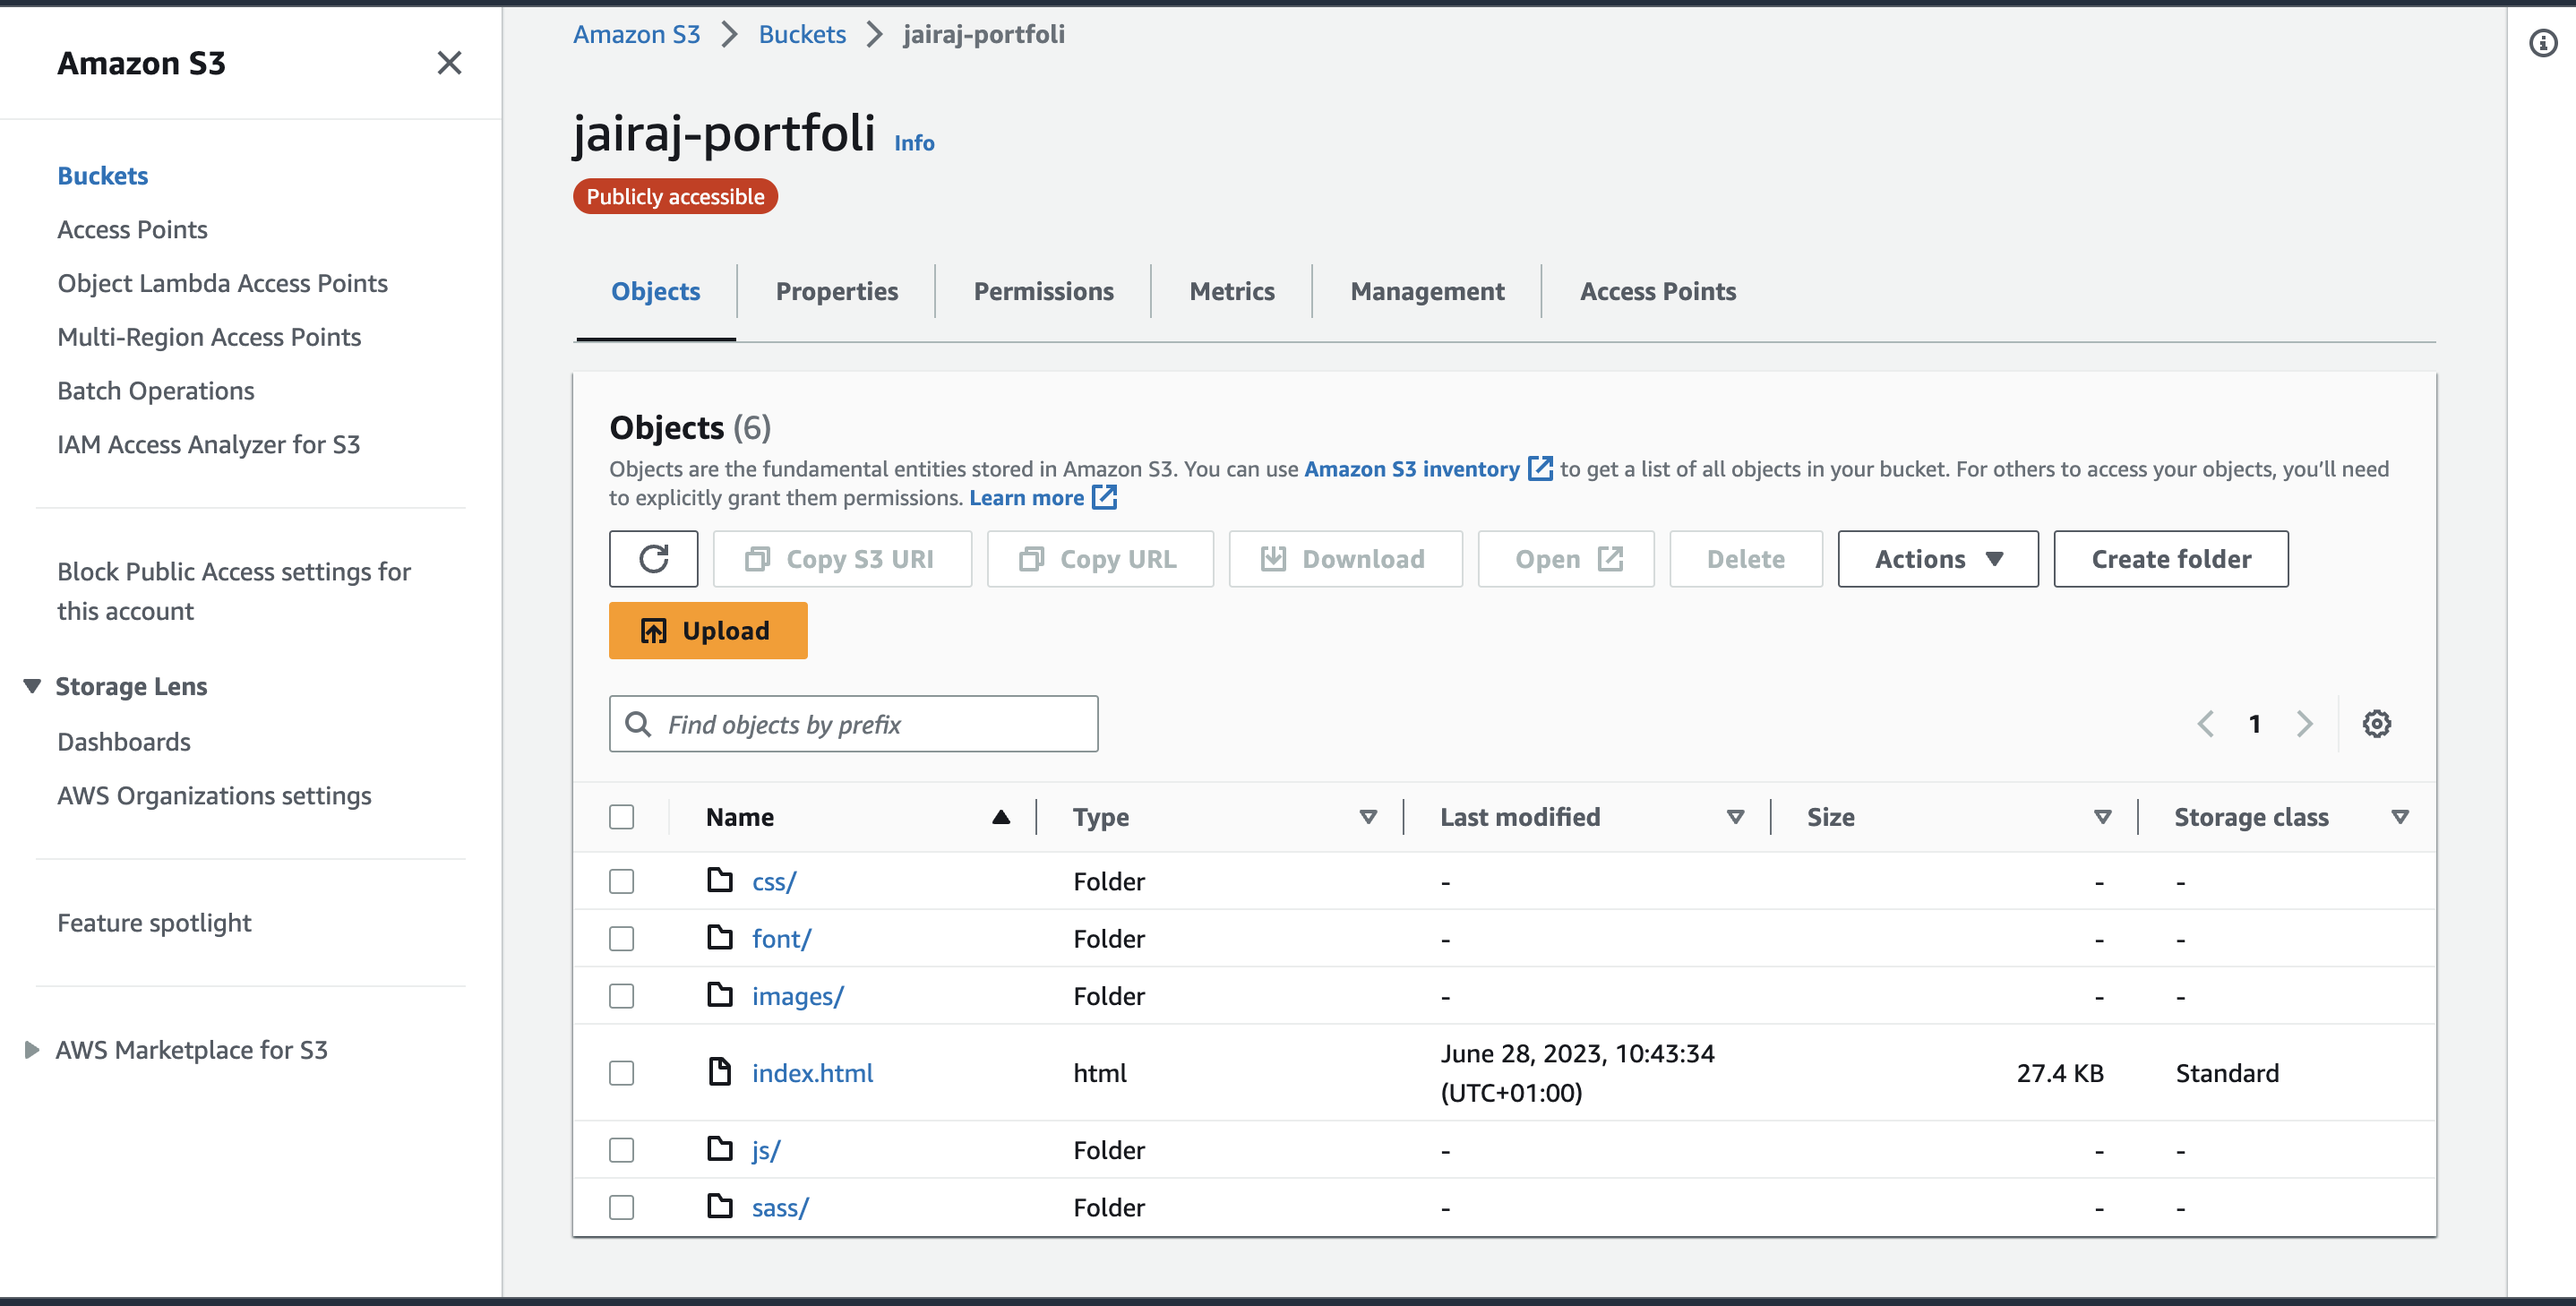 Amazon S3
Buckets
Access Points
Object Lambda Access Points
Multi-Region Access Points
Batch Operations
IAM Access Analyzer for S3
Block Public Access settings for
this account
Storage Lens
Dashboards
AWS Organizations settings
Feature spotlight
AWS Marketplace for S3
Amazon S3 Buckets jairaj-portfoli
jairaj-portfoli Info
Publicly accessible
Objects Properties Permissions Metrics Management Access Points
Objects (6)
Objects are the fundamental entities stored in Amazon S3. You can use Amazon S3 inventory to get a list of all objects in your bucket. For others to access your objects, you’ll need
to explicitly grant them permissions. Learn more
Copy S3 URI Copy URL Download Open Delete Actions Create folder
Upload
Find objects by prefix 1
Name Type Last modified Size Storage class
css/ Folder - - -
font/ Folder - - -
images/ Folder - - -
index.html html June 28, 2023, 10:43:34 27.4 KB Standard
(UTC+01:00)
js/ Folder - - -
sass/ Folder - - -